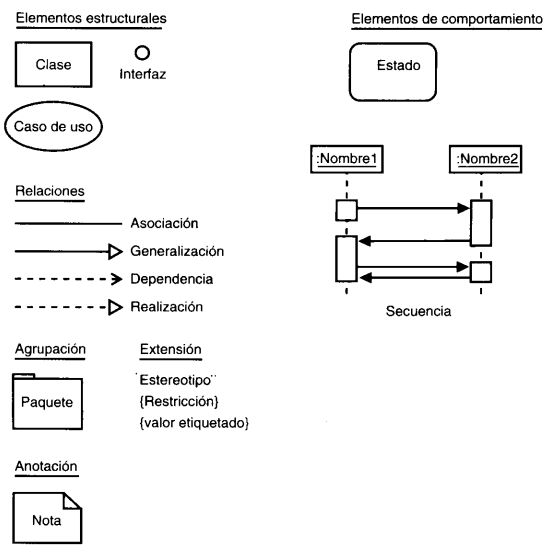 Elementos estructurales
Clase
Interfaz
Caso de uso
Relaciones
Asociación
Generalización
Dependencia
Realización
Agrupación
Paquete
Extensión
¨Estereotipo¨
{Restricción}
{valor etiquetado}
Anotación
Nota
Elementos de comportamiento
Estado
:Nombre1
:Nombre2
Secuencia